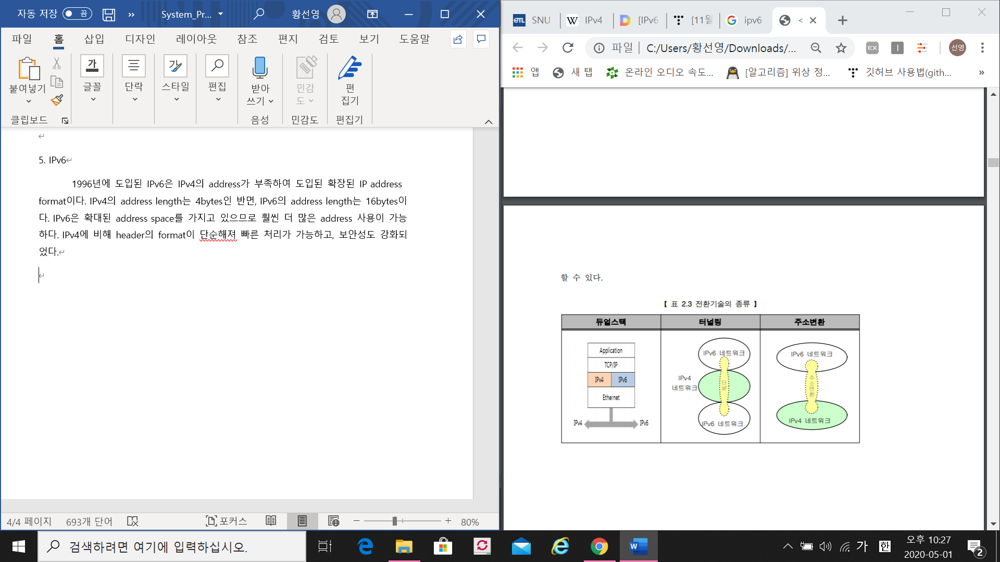 자동 저장 끔 System_Pr... 황선영
파일 홈 삽입 디자인 레이아웃 참조 편지 검토 보기 도움말
붙여넣기 가 글꼴 단락 스타일 편집 받아쓰기 민감도 편집기
클립보드 음성 민감도 편집기
5. IPv6
1996년에 도입된 IPv6은 IPv4의 address가 부족하여 도입된 확장된 IP address
format이다. IPv4의 address length는 4bytes인 반면, IPv6의 address length는 16bytes이
다. IPv6은 확대된 address space를 가지고 있으므로 훨씬 더 많은 address 사용이 가능
하다. IPv4에 비해 header의 format이 단순해져 빠른 처리가 가능하고, 보안성도 강화되
었다.
4/4 페이지 693개 단어 포커스 80%
SNU IPv4 [IPv6 [11월 ipv6 <
파일 C:/Users/황선영/Downloads/... EX 선영
앱 새 탭 온라인 오디오 속도... [알고리즘] 위상 정... 깃허브 사용법(gith...
할 수 있다.
【 표 2.3 전환기술의 종류 】
듀얼스택 터널링 주소변환
Application
TCP/IP
IPv4 IPv6
Ethernet
IPv4 IPv6
IPv6 네트워크
IPv4
네트워크
터널
IPv6 네트워크
IPv6 네트워크
주소변환
IPv4 네트워크
검색하려면 여기에 입력하십시오.
가 한 오후 10:27
2020-05-01
2